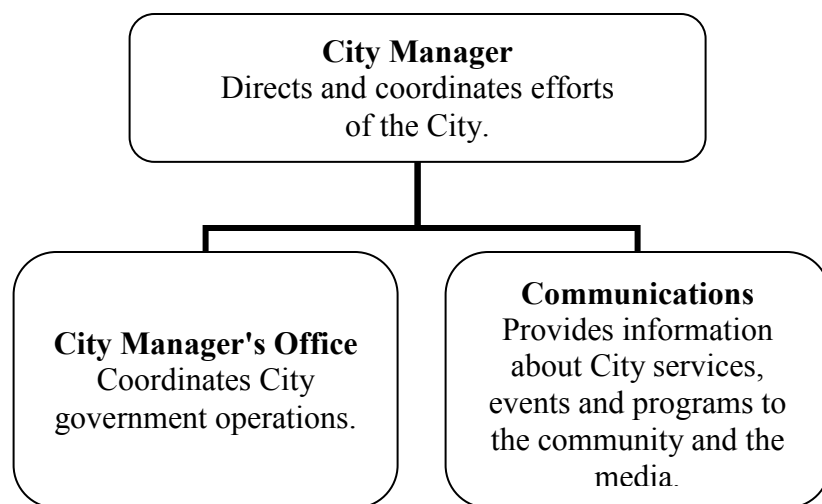 City Manager
Directs and coordinates efforts
of the City.
City Manager's Office
Coordinates City
government operations.
Communications
Provides information
about City services,
events and programs to
the community and the
media.